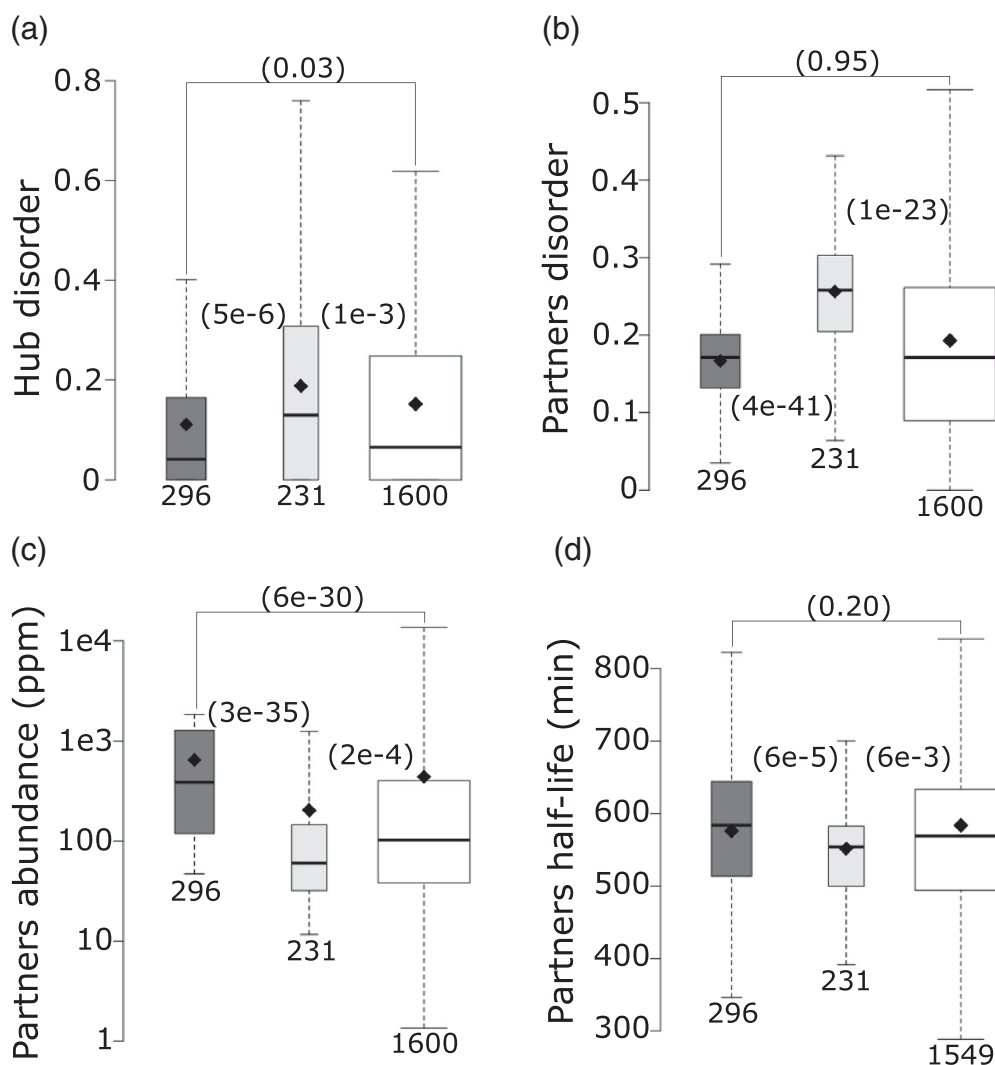 (a)
(0.03)
0.8
0.6
0.4
0.2
0
Hub disorder
(5e-6)
(1e-3)
296
231
1600
(b)
(0.95)
0.5
0.4
0.3
0.2
0.1
0
Partners disorder
(1e-23)
(4e-41)
296
231
1600
(c)
(6e-30)
1e4
1e3
100
10
1
Partners abundance (ppm)
(3e-35)
(2e-4)
296
231
1600
(d)
(0.20)
800
700
600
500
400
300
Partners half-life (min)
(6e-5)
(6e-3)
296
231
1549